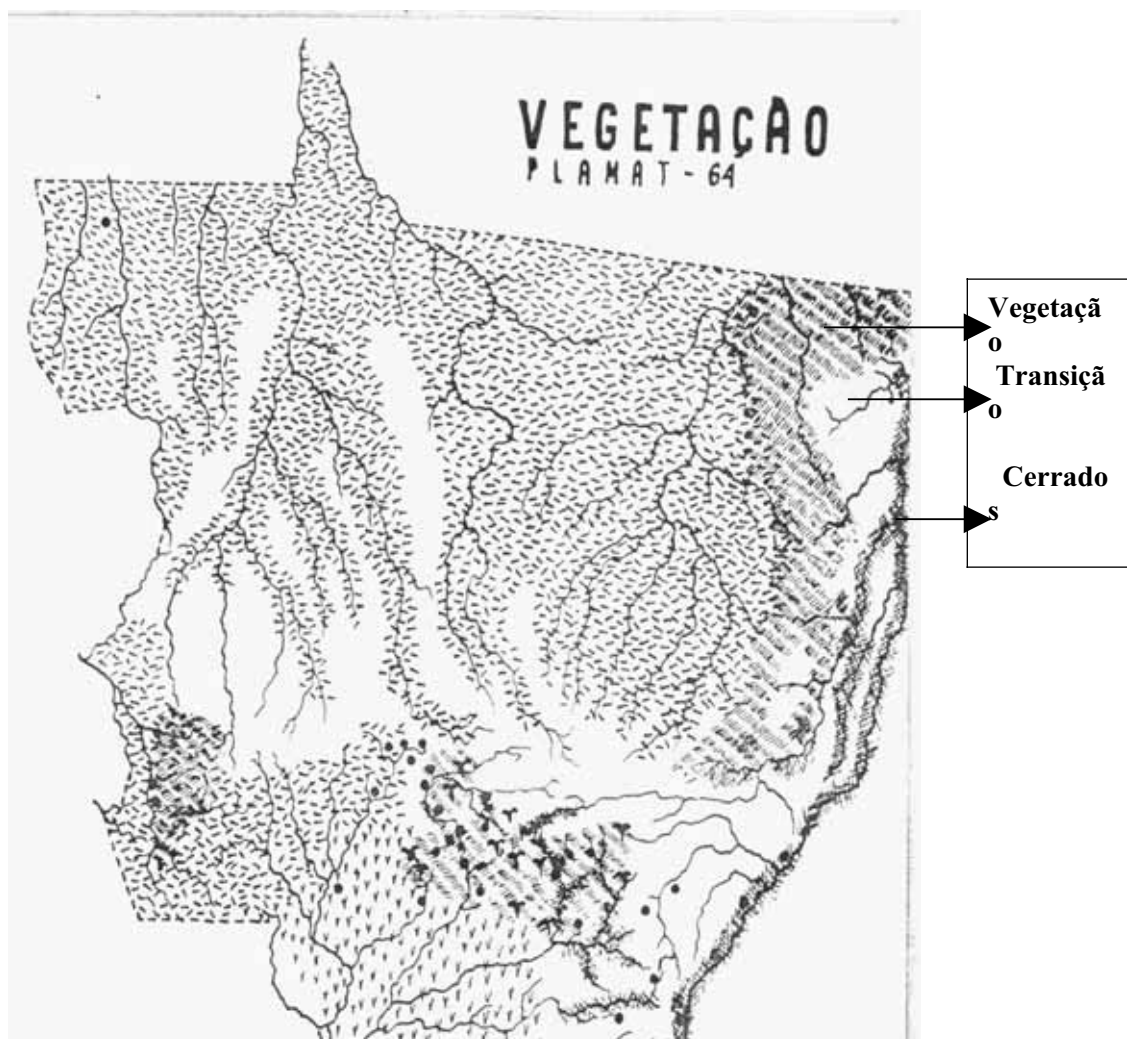 VEGETAÇÃO
PLAMAT - 64
Vegetaçã
o
Transiçã
o
Cerrado
s